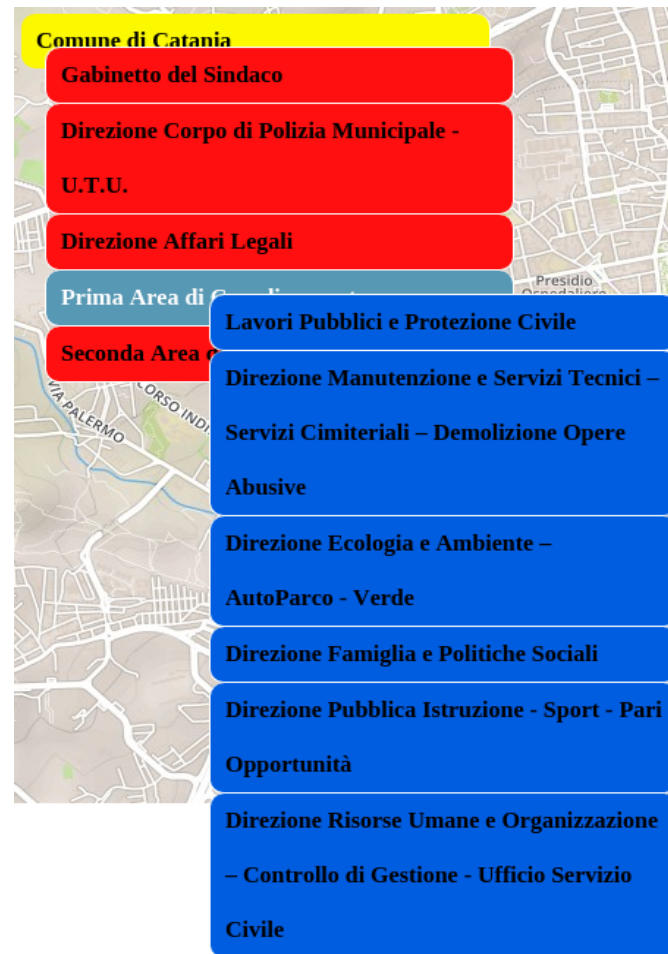 Comune di Catania
Gabinetto del Sindaco
Direzione Corpo di Polizia Municipale -
U.T.U.
Direzione Affari Legali
Prima Area di
Seconda Area
Lavori Pubblici e Protezione Civile
Direzione Manutenzione e Servizi Tecnici –
Servizi Cimiteriali – Demolizione Opere
Abusive
Direzione Ecologia e Ambiente –
AutoParco - Verde
Direzione Famiglia e Politiche Sociali
Direzione Pubblica Istruzione - Sport - Pari
Opportunità
Direzione Risorse Umane e Organizzazione
– Controllo di Gestione - Ufficio Servizio
Civile
Presidio
Ospedaliero
VIA PALERMO
CORSO